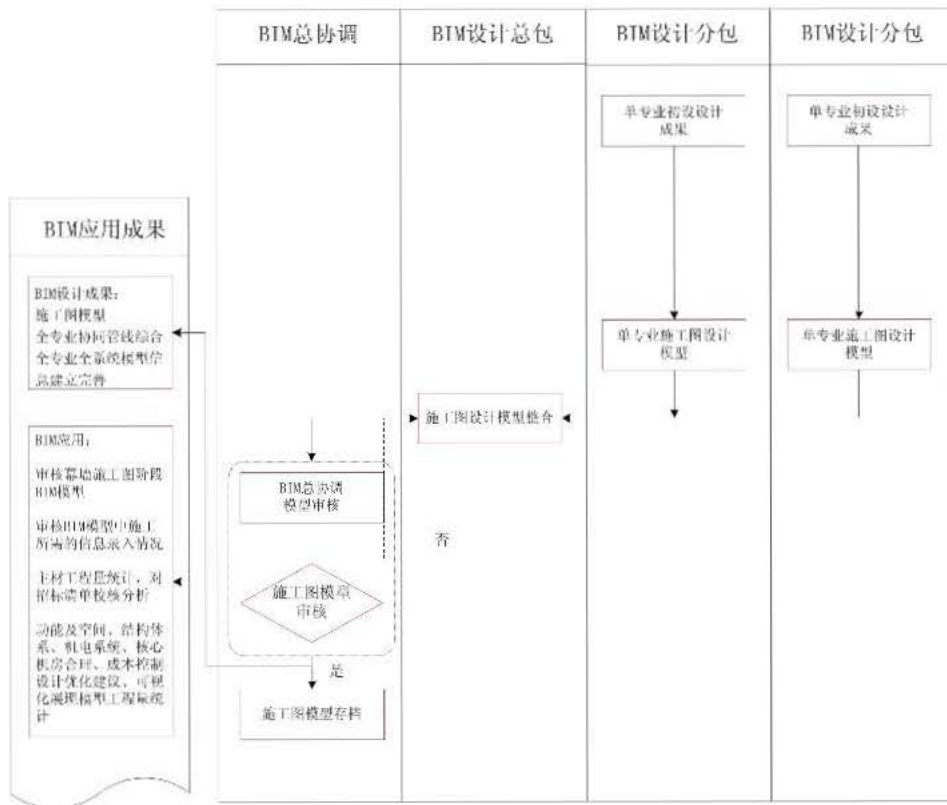 BIM总协调
BIM设计总包
BIM设计分包
BIM设计分包
单专业初设设计
成果
单专业初设设计
成果
BIM应用成果
BIM设计成果：
施工图模型
全专业协同管线综合
全专业全系统模型信
息建立完善
单专业施工图设计
模型
单专业施工图设计
模型
施工图设计模型整合
BIM应用：
审核幕墙施工图阶段
BIM模型
审核BIM模型中施工
所需的信息录入情况
主材工程量统计，对
招标清单校核分析
功能及空间、结构体
系、机电系统、核心
机房合理、成本控制
设计优化建议、可视
化展现模型工程量统
计
BIM总协调
模型审核
否
施工图模型
审核
是
施工图模型存档